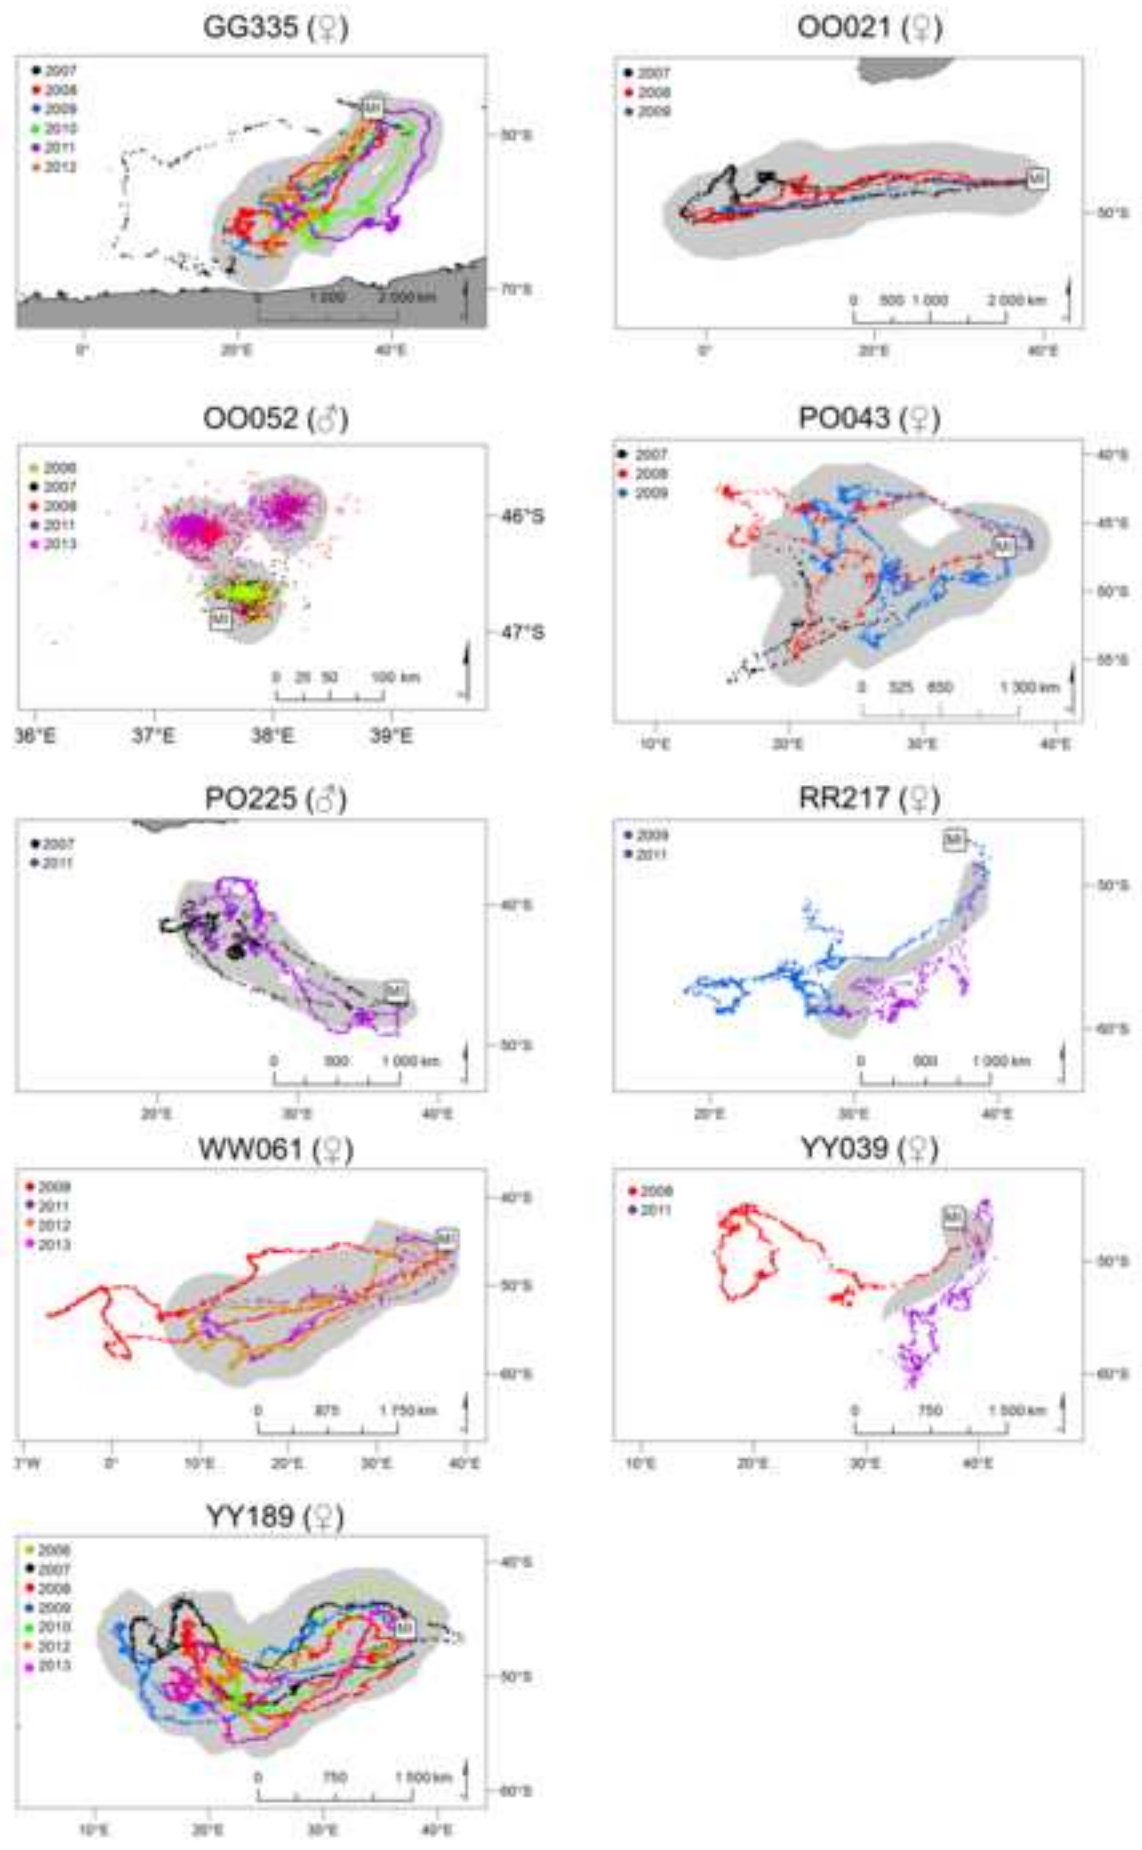 GG335 (♀)
2007
2008
2009
2010
2011
2012
MI
50°S
70°S
0 1 000 2 000 km
0° 20°E 40°E
OO021 (♀)
2007
2008
2009
MI
50°S
0 500 1 000 2 000 km
0° 20°E 40°E
OO052 (♂)
2006
2007
2008
2011
2013
MI
46°S
47°S
0 25 50 100 km
36°E 37°E 38°E 39°E
PO043 (♀)
2007
2008
2009
MI
40°S
45°S
50°S
55°S
0 325 650 1 300 km
10°E 20°E 30°E 40°E
PO225 (♂)
2007
2011
MI
40°S
50°S
0 500 1 000 km
20°E 30°E 40°E
RR217 (♀)
2009
2011
MI
50°S
60°S
0 500 1 000 km
20°E 30°E 40°E
WW061 (♀)
2011
2012
2013
40°S
50°S
60°S
0 875 1 750 km
0° 10°E 20°E 30°E 40°E
YY039 (♀)
2008
2011
MI
50°S
60°S
0 750 1 500 km
10°E 20°E 30°E 40°E
YY189 (♀)
2006
2007
2008
2009
2010
2012
2013
MI
40°S
50°S
60°S
0 750 1 500 km
10°E 20°E 30°E 40°E